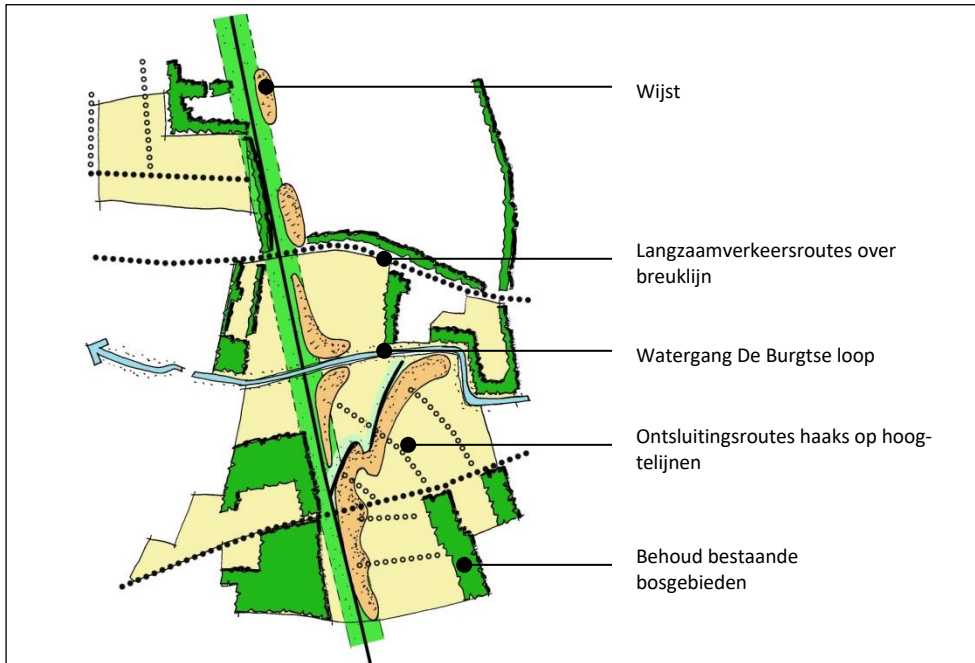 Wijst
Langzaamverkeersroutes over
breuklijn
Watergang De Burgtse loop
Ontsluitingsroutes haaks op hoog-
telijnen
Behoud bestaande
bosgebieden